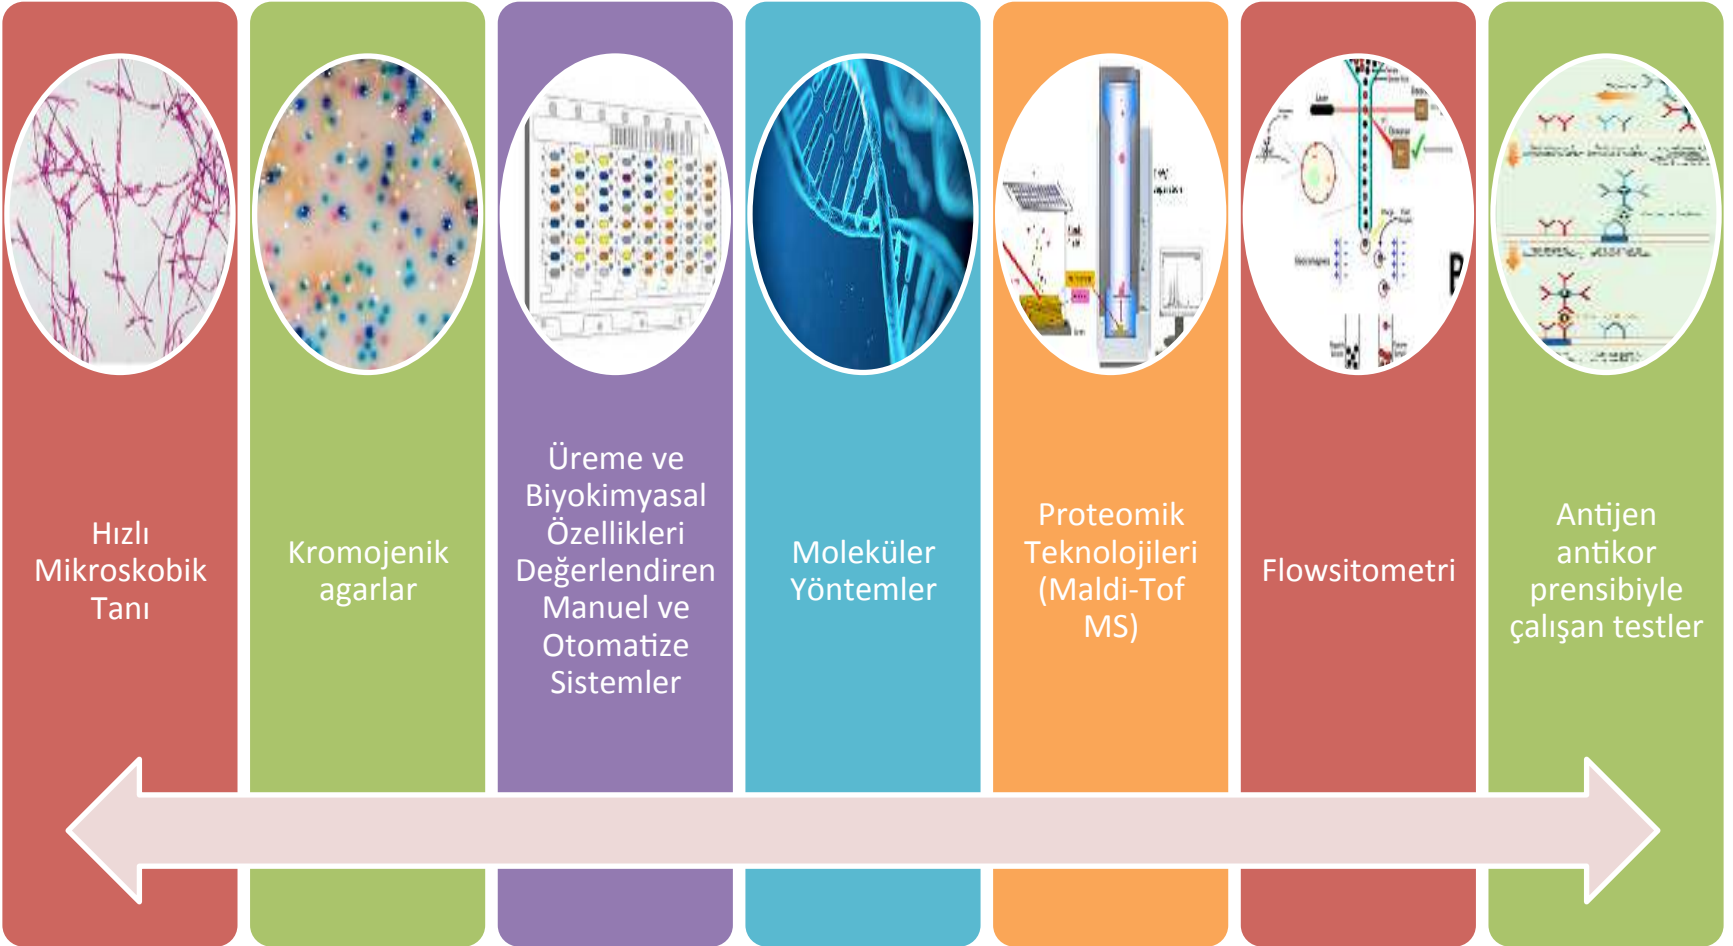 Hızlı
Mikroskobik
Tanı
Kromojenik
agarlar
Üreme ve
Biyokimyasal
Özellikleri
Değerlendiren
Manuel ve
Otomatize
Sistemler
Moleküler
Yöntemler
Proteomik
Teknolojileri
(Maldi-Tof
MS)
Flowsitometri
Antijen
antikor
prensibiyle
çalışan testler
Laser
P